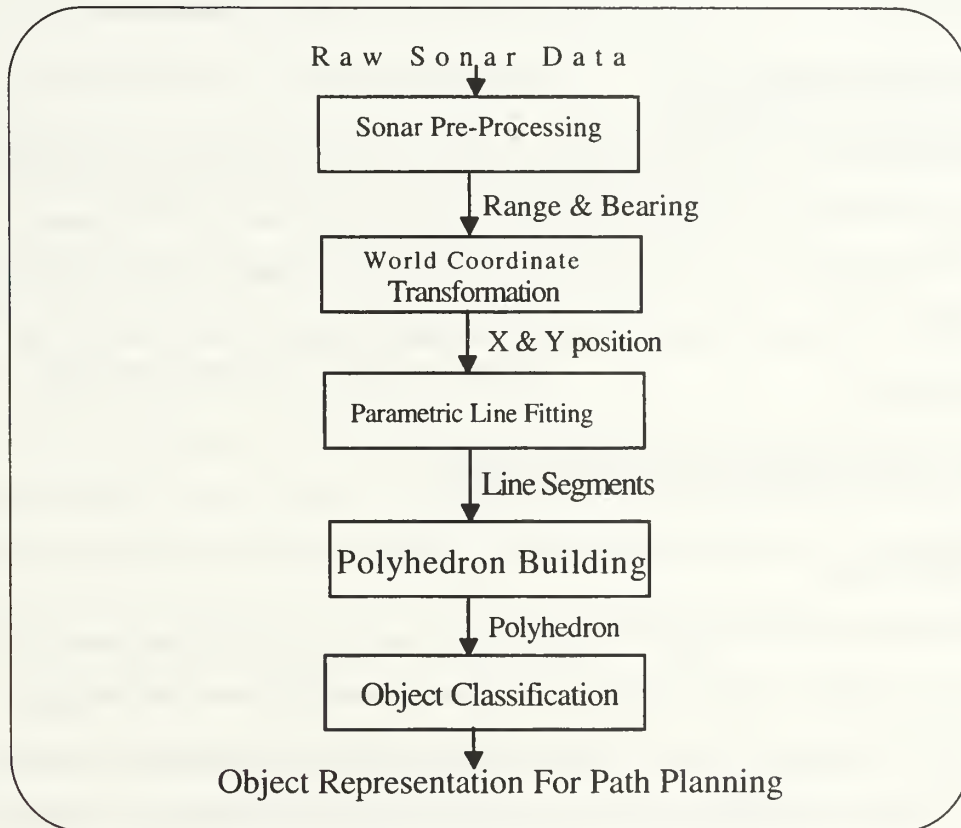 Raw Sonar Data
Sonar Pre-Processing
Range & Bearing
World Coordinate
Transformation
X & Y position
Parametric Line Fitting
Line Segments
Polyhedron Building
Polyhedron
Object Classification
Object Representation For Path Planning